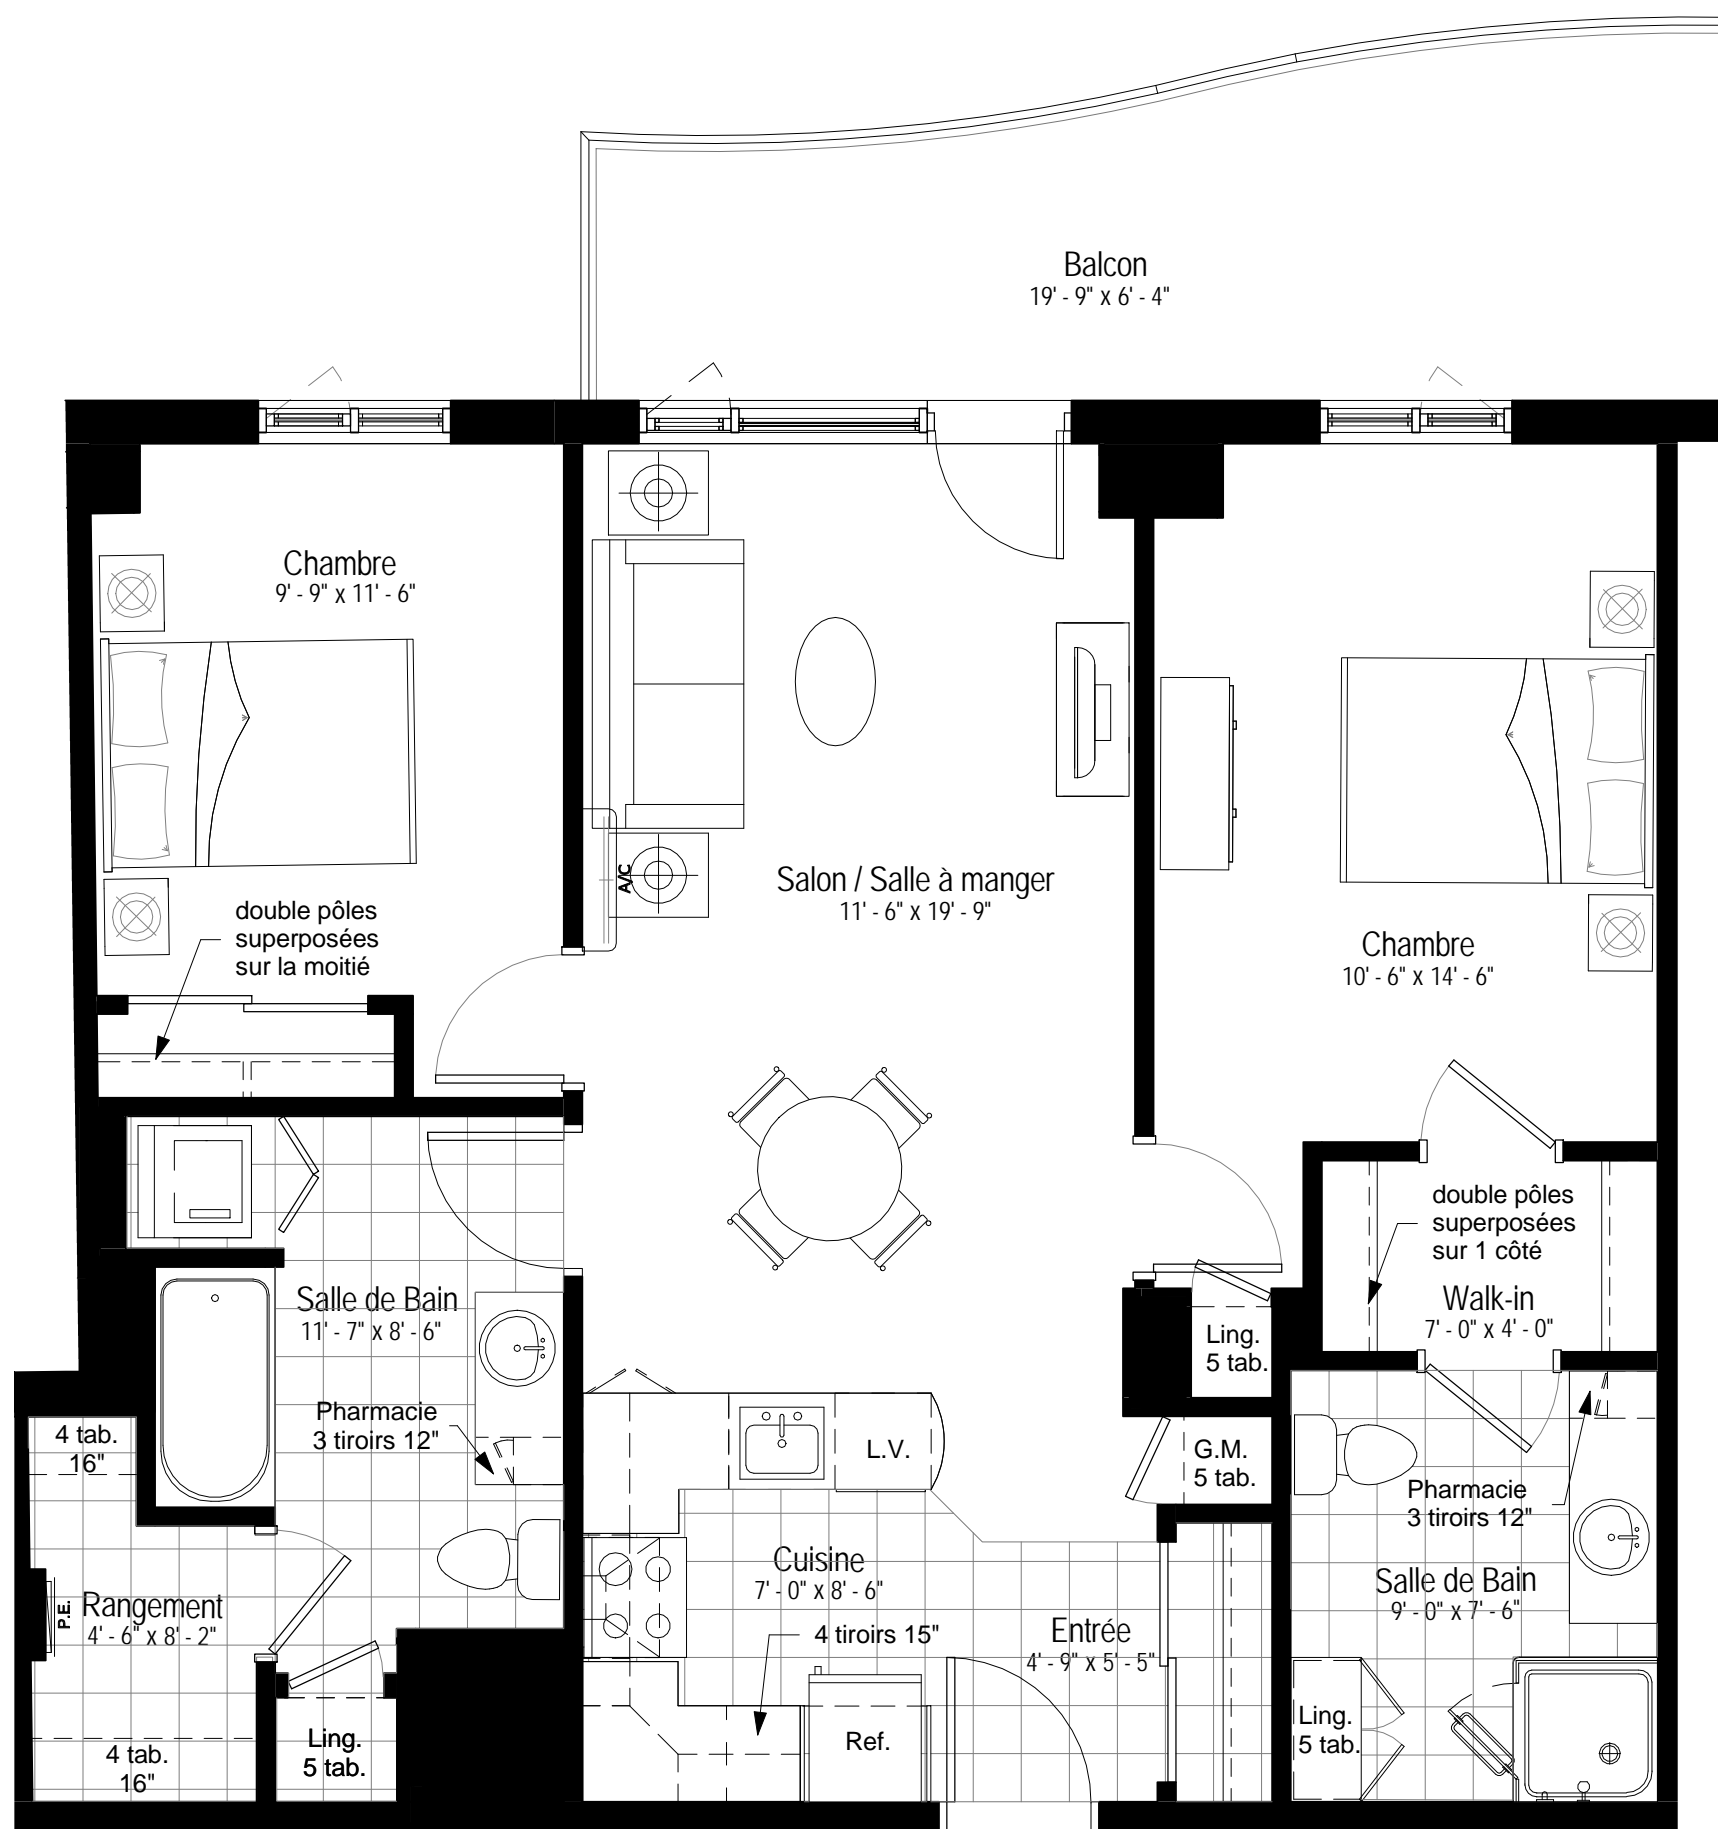 Balcon
19' - 9" x 6' - 4"
Chambre
9' - 9" x 11' - 6"
double pôles
superposées
sur la moitié
A/C
Salon / Salle à manger
11' - 6" x 19' - 9"
Chambre
10' - 6" x 14' - 6"
double pôles
superposées
sur 1 côté
Walk-in
7' - 0" x 4' - 0"
Salle de Bain
11' - 7" x 8' - 6"
Ling.
5 tab.
Pharmacie
3 tiroirs 12"
4 tab.
16"
L.V.
G.M.
5 tab.
Pharmacie
3 tiroirs 12"
Cuisine
7' - 0" x 8' - 6"
Salle de Bain
9' - 0" x 7' - 6"
P.E.
Rangement
4' - 6" x 8' - 2"
4 tiroirs 15"
Entrée
4' - 9" x 5' - 5"
Ling.
5 tab.
4 tab.
16"
Ref.
Ling.
5 tab.